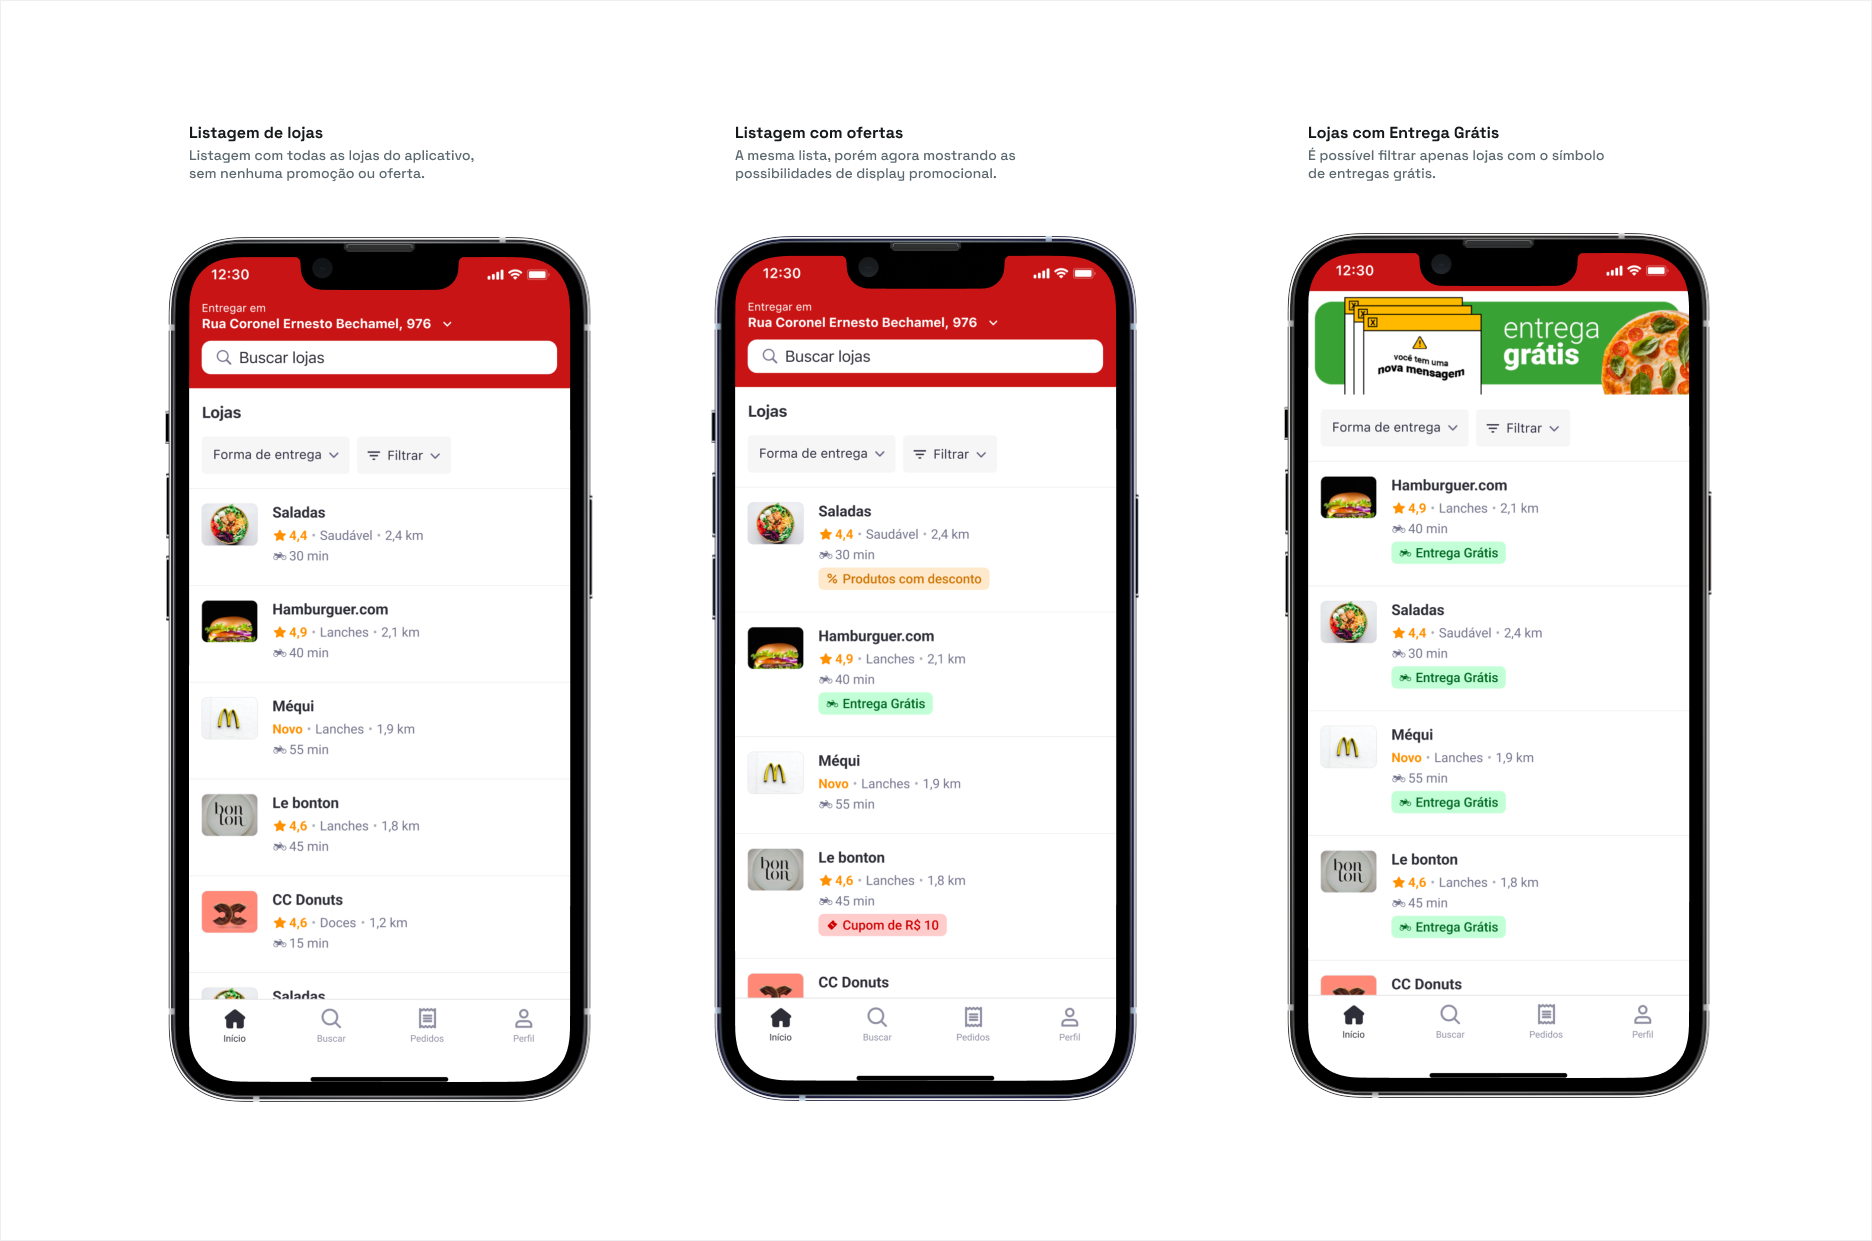 Listagem de lojas
Listagem com todas as lojas do aplicativo,
sem nenhuma promoção ou oferta.
12:30
Entregar em
Rua Coronel Ernesto Bechamel, 976
Buscar lojas
Lojas
Forma de entrega
Filtrar
Saladas
4,4 • Saudável • 2,4 km
30 min
Hamburguer.com
4,9 • Lanches • 2,1 km
40 min
Méqui
Novo • Lanches • 1,9 km
55 min
bon
ton
Le bonton
4,6 • Lanches • 1,8 km
45 min
CC Donuts
4,6 • Doces • 1,2 km
15 min
Saladas
Início
Buscar
Pedidos
Perfil
Listagem com ofertas
A mesma lista, porém agora mostrando as
possibilidades de display promocional.
12:30
Entregar em
Rua Coronel Ernesto Bechamel, 976
Buscar lojas
Lojas
Forma de entrega
Filtrar
Saladas
4,4 • Saudável • 2,4 km
30 min
% Produtos com desconto
Hamburguer.com
4,9 • Lanches • 2,1 km
40 min
Entrega Grátis
Méqui
Novo • Lanches • 1,9 km
55 min
bon
ton
Le bonton
4,6 • Lanches • 1,8 km
45 min
Cupom de R$ 10
CC Donuts
Início
Buscar
Pedidos
Perfil
Lojas com Entrega Grátis
É possível filtrar apenas lojas com o símbolo
de entregas grátis.
12:30
você tem uma
nova mensagem
entrega
grátis
Forma de entrega
Filtrar
Hamburguer.com
4,9 • Lanches • 2,1 km
40 min
Entrega Grátis
Saladas
4,4 • Saudável • 2,4 km
30 min
Entrega Grátis
Méqui
Novo • Lanches • 1,9 km
55 min
Entrega Grátis
bon
ton
Le bonton
4,6 • Lanches • 1,8 km
45 min
Entrega Grátis
CC Donuts
Início
Buscar
Pedidos
Perfil